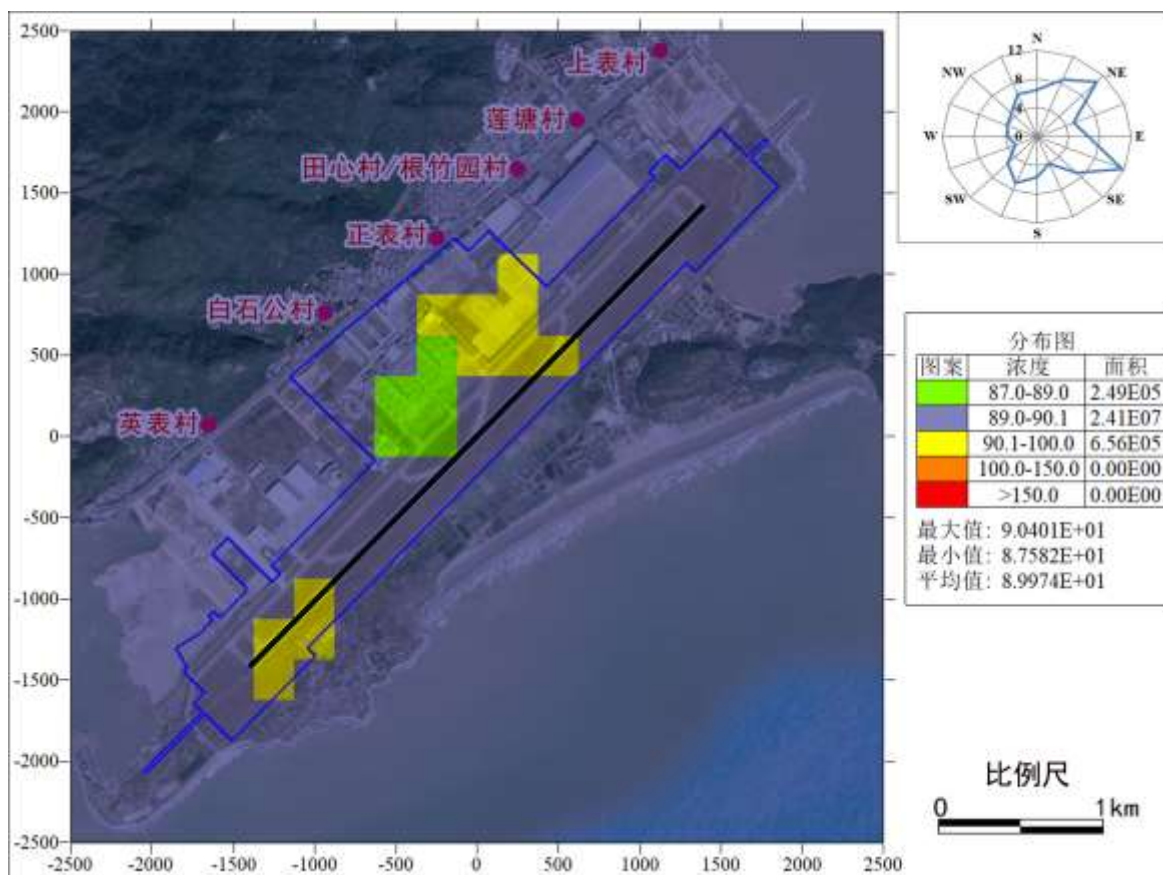 2500
2000
1500
1000
500
0
-500
-1000
-1500
-2000
-2500
-2500 -2000 -1500 -1000 -500 0 500 1000 1500 2000 2500
上表村
莲塘村
田心村/根竹园村
正表村
白石公村
英表村
N
12
8
4
0
NW NE
W E
SW SE
S
分布图
图案 浓度 面积
87.0-89.0 2.49E05
89.0-90.1 2.41E07
90.1-100.0 6.56E05
100.0-150.0 0.00E00
>150.0 0.00E00
最大值: 9.0401E+01
最小值: 8.7582E+01
平均值: 8.9974E+01
比例尺
0 1km